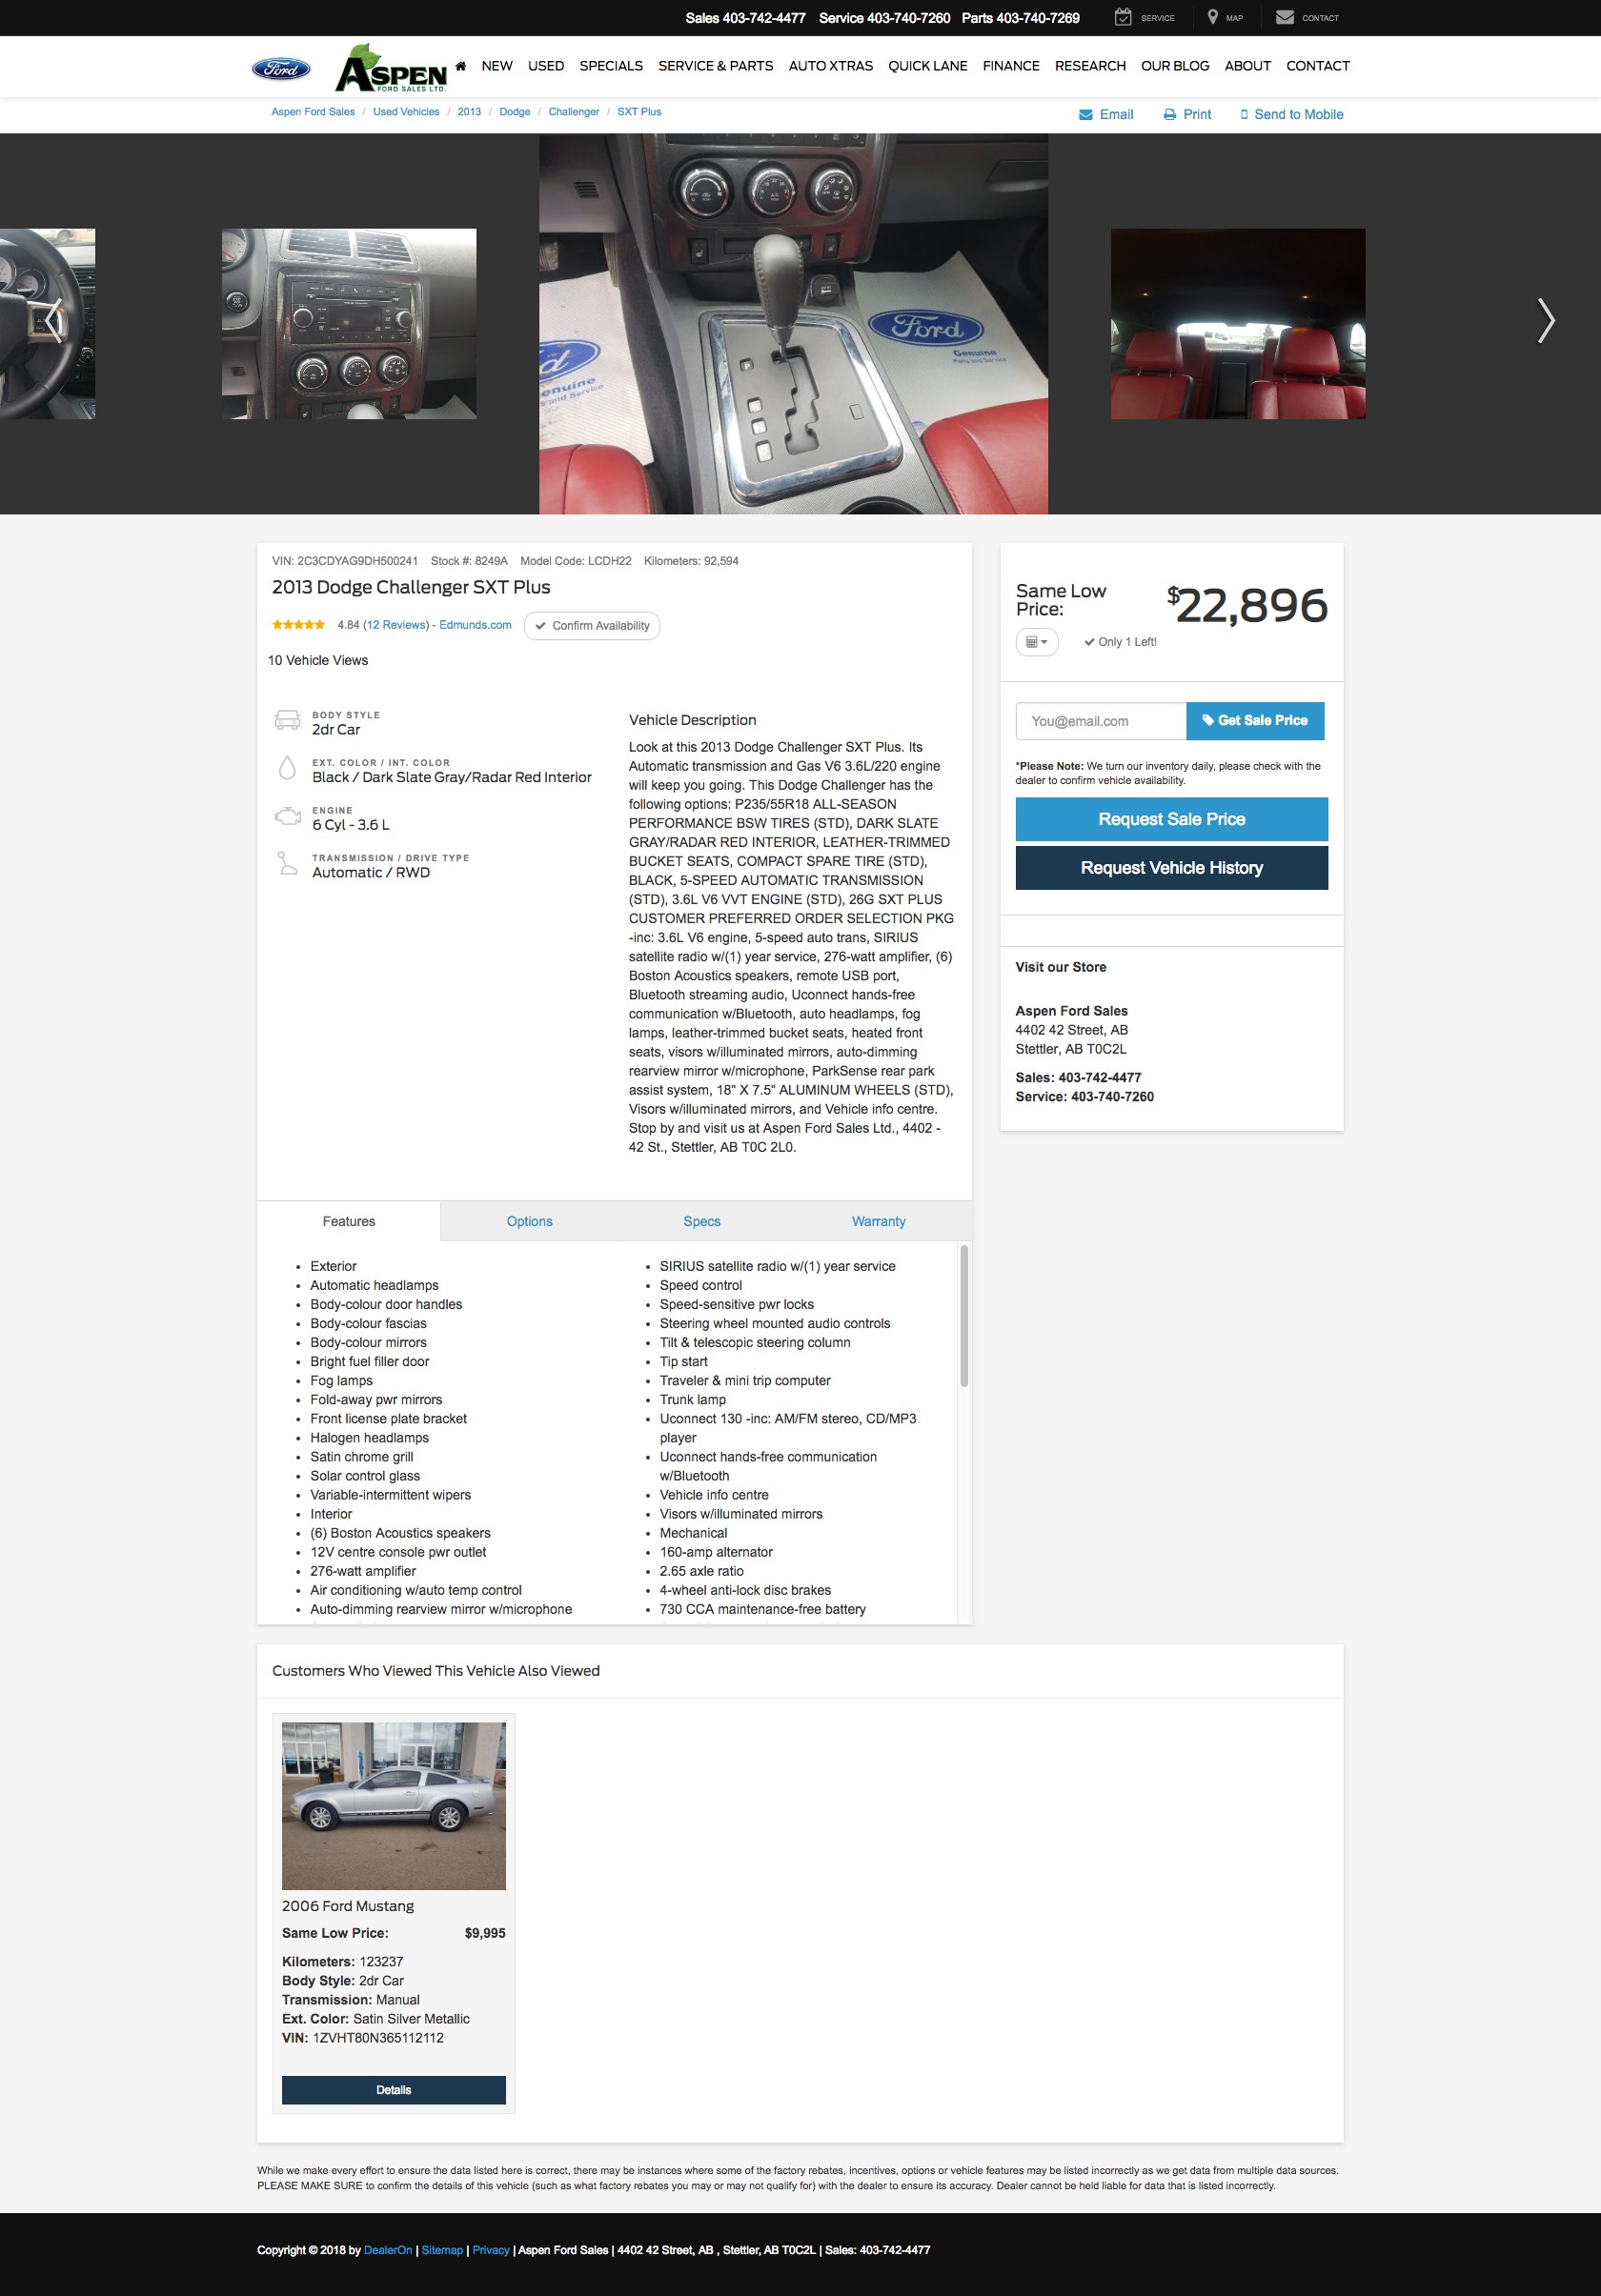 Sales 403-742-4477 Service 403-740-7260 Parts 403-740-7269 SERVICE MAP CONTACT
Ford ASPEN FORD SALES LTD. NEW USED SPECIALS SERVICE & PARTS AUTO XTRAS QUICK LANE FINANCE RESEARCH OUR BLOG ABOUT CONTACT
Aspen Ford Sales / Used Vehicles / 2013 / Dodge / Challenger / SXT Plus Email Print Send to Mobile
Ford
Genuine
Parts and Service
enuine
s and Service
VIN: 2C3CDYAG9DH500241 Stock #: 8249A Model Code: LCDH22 Kilometers: 92,594
2013 Dodge Challenger SXT Plus
4.84 (12 Reviews) - Edmunds.com Confirm Availability
10 Vehicle Views
BODY STYLE
2dr Car
EXT. COLOR / INT. COLOR
Black / Dark Slate Gray/Radar Red Interior
ENGINE
6 Cyl - 3.6 L
TRANSMISSION / DRIVE TYPE
Automatic / RWD
Vehicle Description
Look at this 2013 Dodge Challenger SXT Plus. Its
Automatic transmission and Gas V6 3.6L/220 engine
will keep you going. This Dodge Challenger has the
following options: P235/55R18 ALL-SEASON
PERFORMANCE BSW TIRES (STD), DARK SLATE
GRAY/RADAR RED INTERIOR, LEATHER-TRIMMED
BUCKET SEATS, COMPACT SPARE TIRE (STD),
BLACK, 5-SPEED AUTOMATIC TRANSMISSION
(STD), 3.6L V6 VVT ENGINE (STD), 26G SXT PLUS
CUSTOMER PREFERRED ORDER SELECTION PKG
-inc: 3.6L V6 engine, 5-speed auto trans, SIRIUS
satellite radio w/(1) year service, 276-watt amplifier, (6)
Boston Acoustics speakers, remote USB port,
Bluetooth streaming audio, Uconnect hands-free
communication w/Bluetooth, auto headlamps, fog
lamps, leather-trimmed bucket seats, heated front
seats, visors w/illuminated mirrors, auto-dimming
rearview mirror w/microphone, ParkSense rear park
assist system, 18" X 7.5" ALUMINUM WHEELS (STD),
Visors w/illuminated mirrors, and Vehicle info centre.
Stop by and visit us at Aspen Ford Sales Ltd., 4402 -
42 St., Stettler, AB T0C 2L0.
Same Low
Price:
$22,896
Only 1 Left!
You@email.com Get Sale Price
*Please Note: We turn our inventory daily, please check with the
dealer to confirm vehicle availability.
Request Sale Price
Request Vehicle History
Visit our Store
Aspen Ford Sales
4402 42 Street, AB
Stettler, AB T0C2L
Sales: 403-742-4477
Service: 403-740-7260
Features Options Specs Warranty
Exterior
Automatic headlamps
Body-colour door handles
Body-colour fascias
Body-colour mirrors
Bright fuel filler door
Fog lamps
Fold-away pwr mirrors
Front license plate bracket
Halogen headlamps
Satin chrome grill
Solar control glass
Variable-intermittent wipers
Interior
(6) Boston Acoustics speakers
12V centre console pwr outlet
276-watt amplifier
Air conditioning w/auto temp control
Auto-dimming rearview mirror w/microphone
SIRIUS satellite radio w/(1) year service
Speed control
Speed-sensitive pwr locks
Steering wheel mounted audio controls
Tilt & telescopic steering column
Tip start
Traveler & mini trip computer
Trunk lamp
Uconnect 130 -inc: AM/FM stereo, CD/MP3
player
Uconnect hands-free communication
w/Bluetooth
Vehicle info centre
Visors w/illuminated mirrors
Mechanical
160-amp alternator
2.65 axle ratio
4-wheel anti-lock disc brakes
730 CCA maintenance-free battery
Customers Who Viewed This Vehicle Also Viewed
2006 Ford Mustang
Same Low Price: $9,995
Kilometers: 123237
Body Style: 2dr Car
Transmission: Manual
Ext. Color: Satin Silver Metallic
VIN: 1ZVHT80N365112112
Details
While we make every effort to ensure the data listed here is correct, there may be instances where some of the factory rebates, incentives, options or vehicle features may be listed incorrectly as we get data from multiple data sources.
PLEASE MAKE SURE to confirm the details of this vehicle (such as what factory rebates you may or may not qualify for) with the dealer to ensure its accuracy. Dealer cannot be held liable for data that is listed incorrectly.
Copyright © 2018 by DealerOn | Sitemap | Privacy | Aspen Ford Sales | 4402 42 Street, AB , Stettler, AB T0C2L | Sales: 403-742-4477